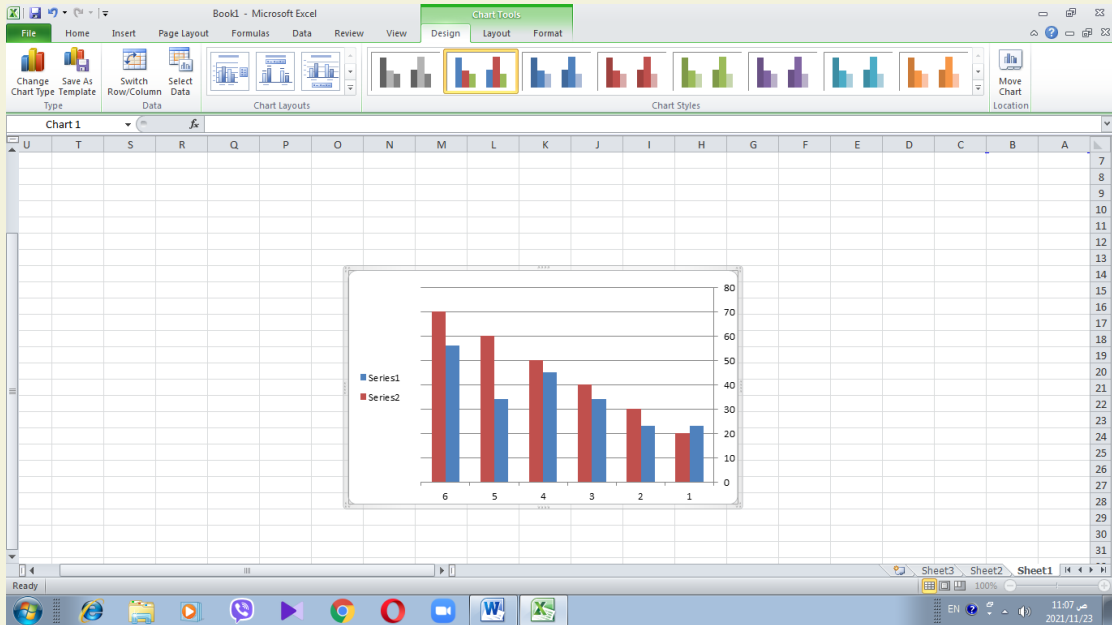 Book1 - Microsoft Excel
Chart Tools
File Home Insert Page Layout Formulas Data Review View Design Layout Format
Change Chart Type
Save As Template
Switch Row/Column
Select Data
Move Chart
Type Data Chart Layouts Chart Styles Location
Chart 1 fx
U T S R Q P O N M L K J I H G F E D C B A
7
8
9
10
11
12
13
14
15
16
17
18
19
20
21
22
23
24
25
26
27
28
29
30
31
80
70
60
50
40
30
20
10
0
Series1
Series2
6 5 4 3 2 1
Sheet3 Sheet2 Sheet1
Ready 100%
EN 11:07 ص
2021/11/23